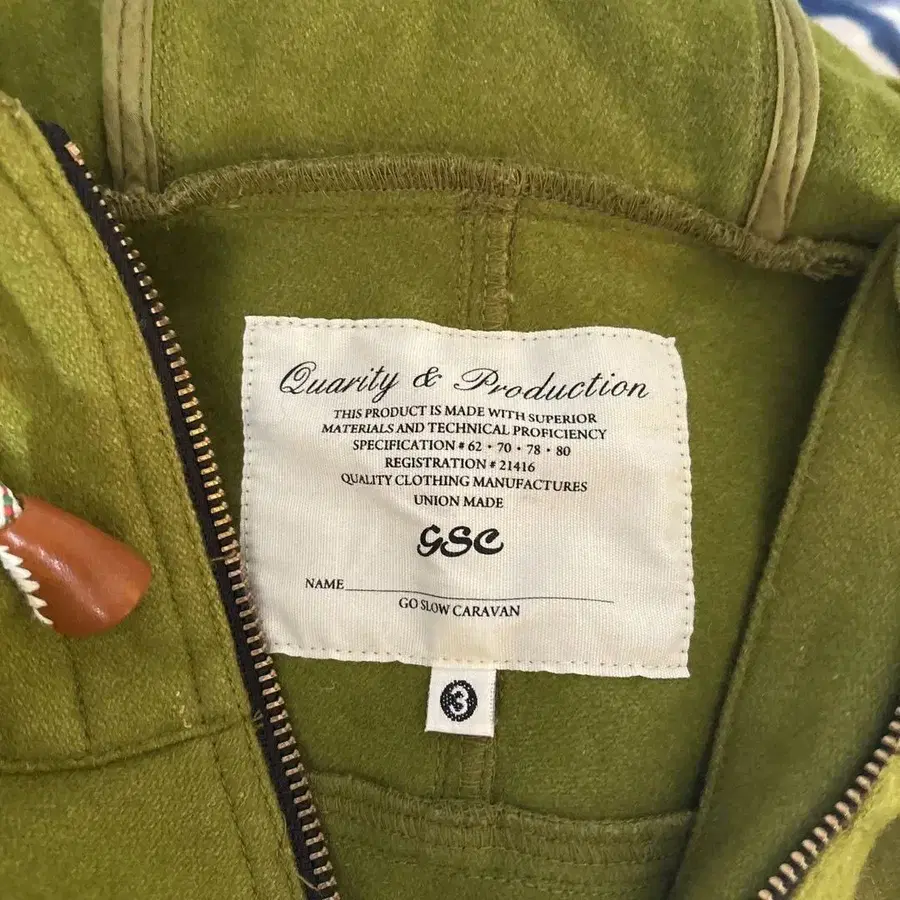 Quarity & Production
THIS PRODUCT IS MADE WITH SUPERIOR
MATERIALS AND TECHNICAL PROFICIENCY
SPECIFICATION # 62 · 70 · 78 · 80
REGISTRATION # 21416
QUALITY CLOTHING MANUFACTURES
UNION MADE
GSC
NAME
GO SLOW CARAVAN
3